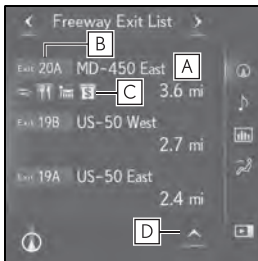 Freeway Exit List
B
Exit 20A MD-450 East A
C 3.6 mi
Exit 19B US-50 West
2.7 mi
Exit 19A US-50 East
2.4 mi
D